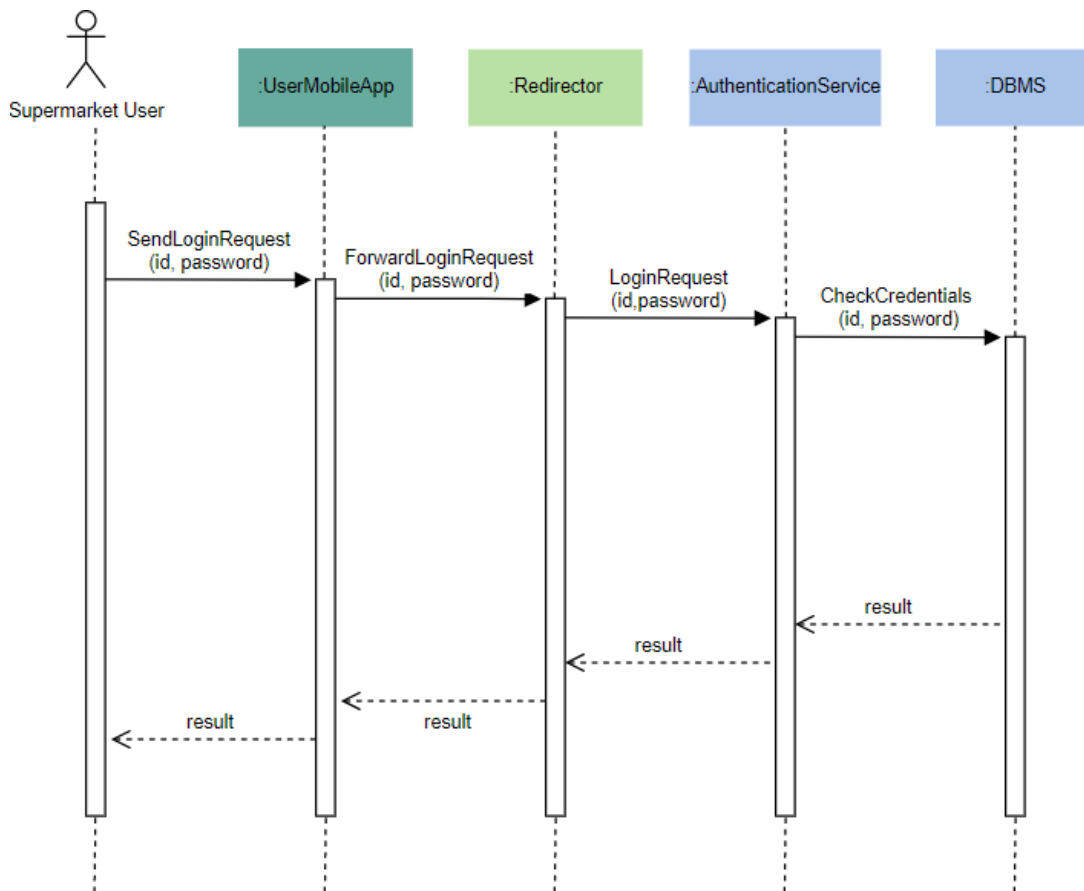 Supermarket User
:UserMobileApp
:Redirector
:AuthenticationService
:DBMS
SendLoginRequest
(id, password)
ForwardLoginRequest
(id, password)
LoginRequest
(id,password)
CheckCredentials
(id, password)
result
result
result
result